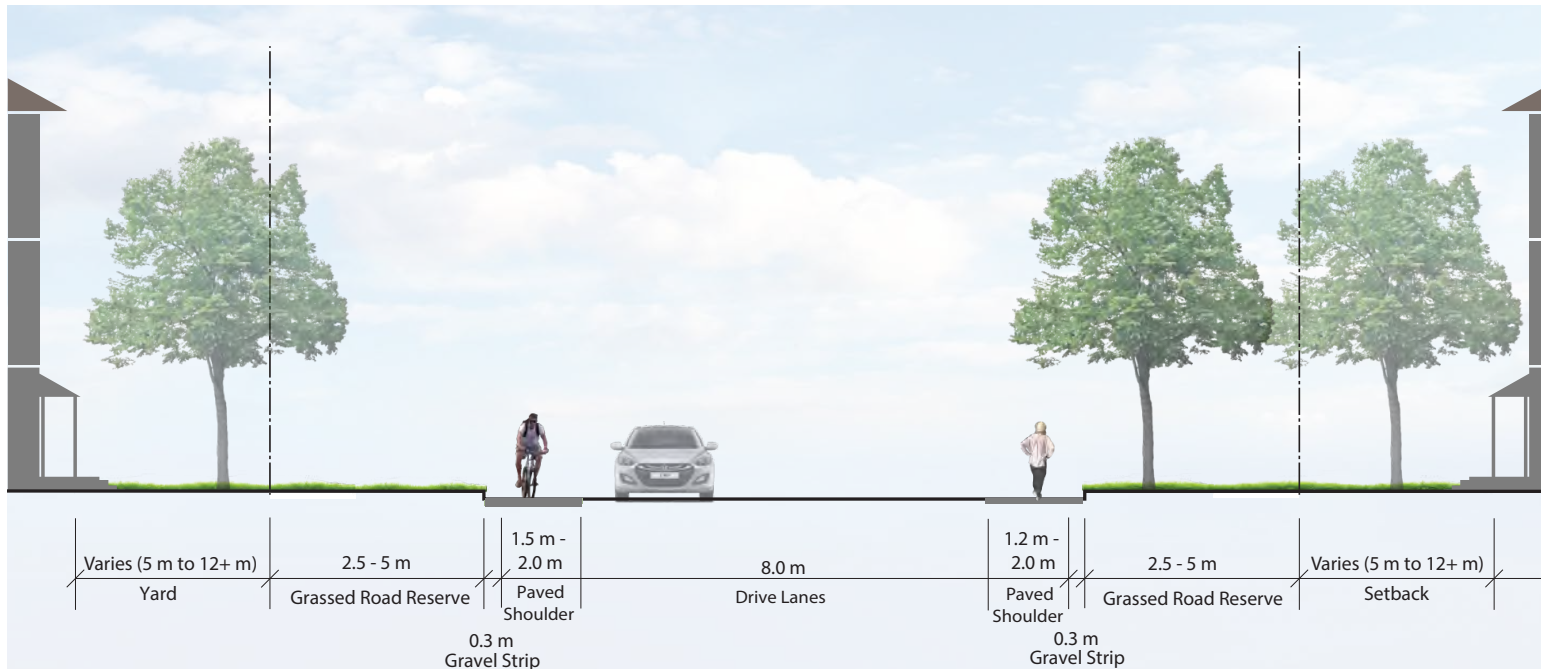 Varies (5 m to 12+ m)
Yard
2.5 - 5 m
Grassed Road Reserve
0.3 m
Gravel Strip
1.5 m -
2.0 m
Paved
Shoulder
8.0 m
Drive Lanes
1.2 m -
2.0 m
Paved
Shoulder
0.3 m
Gravel Strip
2.5 - 5 m
Grassed Road Reserve
Varies (5 m to 12+ m)
Setback